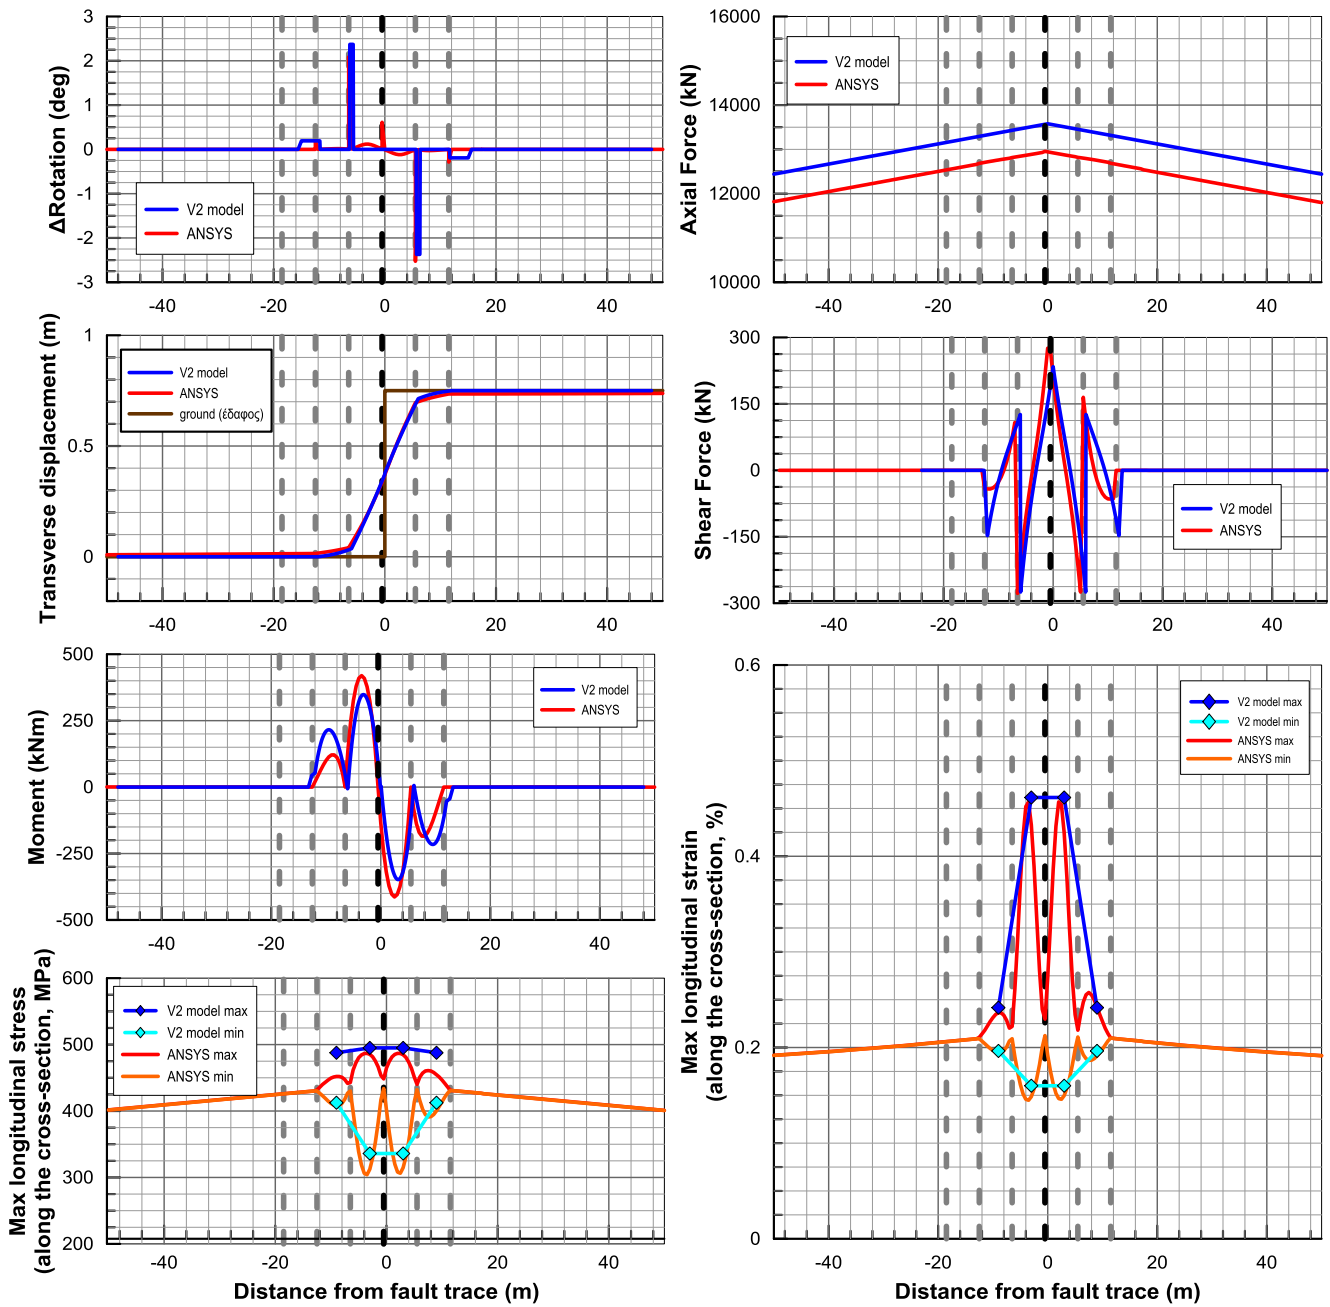 ΔRotation (deg)
3
2
1
0
-1
-2
-3
V2 model
ANSYS
-40
-20
0
20
40
Axial Force (kN)
16000
14000
12000
10000
V2 model
ANSYS
-40
-20
0
20
40
Transverse displacement (m)
1
0.5
0
V2 model
ANSYS
ground (έδαφος)
-40
-20
0
20
40
Shear Force (kN)
300
150
0
-150
-300
V2 model
ANSYS
-40
-20
0
20
40
Moment (kNm)
500
250
0
-250
-500
V2 model
ANSYS
-40
-20
0
20
40
Max longitudinal stress
(along the cross-section, MPa)
600
500
400
300
200
V2 model max
V2 model min
ANSYS max
ANSYS min
-40
-20
0
20
40
Distance from fault trace (m)
Max longitudinal strain
(along the cross-section, %)
0.6
0.4
0.2
0
V2 model max
V2 model min
ANSYS max
ANSYS min
-40
-20
0
20
40
Distance from fault trace (m)